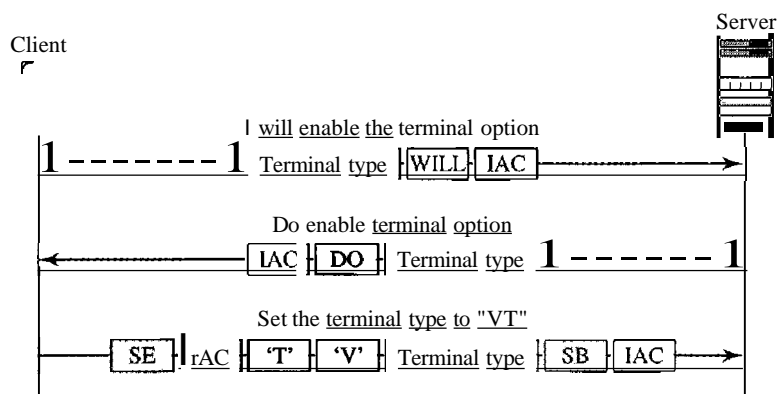 Server
Client
I will enable the terminal option
1 - - - - - - 1 Terminal type WILL IAC
Do enable terminal option
IAC DO Terminal type 1 - - - - - - 1
Set the terminal type to "VT"
SE rAC 'T' 'V' Terminal type SB IAC